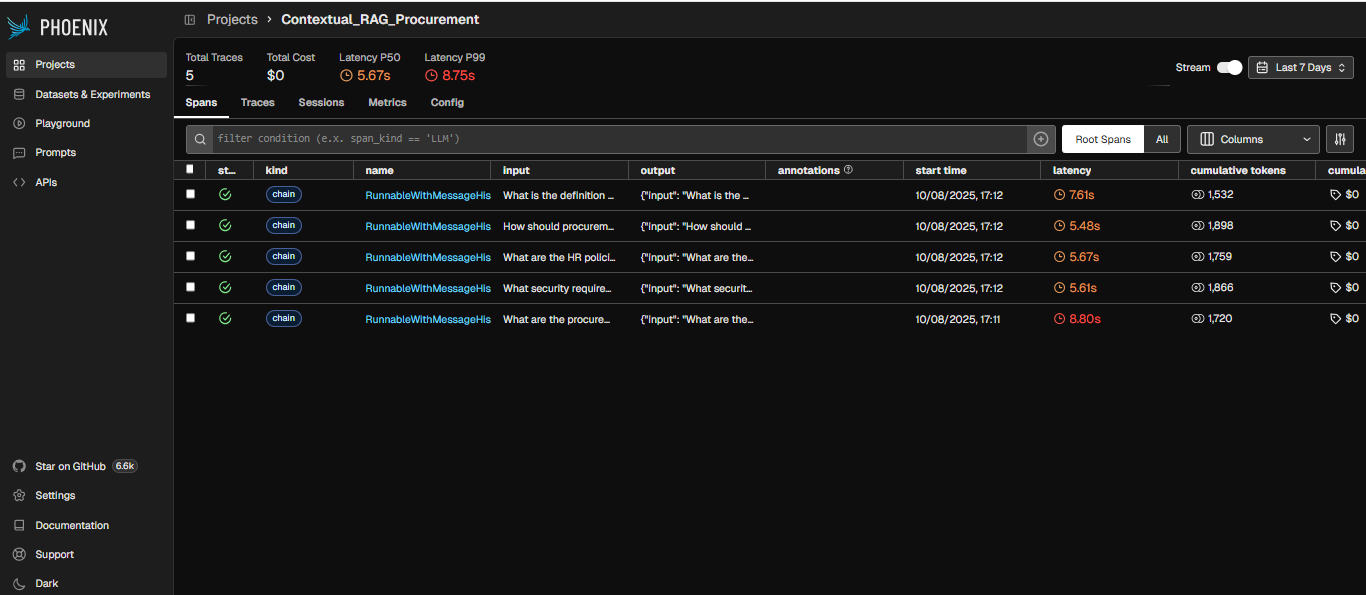 PHOENIX
Projects
Datasets & Experiments
Playground
Prompts
APIs
Star on GitHub 6.6k
Settings
Documentation
Support
Dark
Projects › Contextual_RAG_Procurement
Total Traces Total Cost Latency P50 Latency P99
5 $0 5.67s 8.75s
Stream Last 7 Days
Spans Traces Sessions Metrics Config
filter condition (e.x. span_kind == 'LLM') Root Spans All Columns
st... kind name input output annotations start time latency cumulative tokens cumula
chain RunnableWithMessageHis What is the definition ... {"Input": "What is the ... 10/08/2025, 17:12 7.61s 1,532 $0
chain RunnableWithMessageHis How should procurem... {"Input": "How should ... 10/08/2025, 17:12 5.48s 1,898 $0
chain RunnableWithMessageHis What are the HR polici... {"Input": "What are the... 10/08/2025, 17:12 5.67s 1,759 $0
chain RunnableWithMessageHis What security require... {"Input": "What securit... 10/08/2025, 17:12 5.61s 1,866 $0
chain RunnableWithMessageHis What are the procure... {"Input": "What are the... 10/08/2025, 17:11 8.80s 1,720 $0